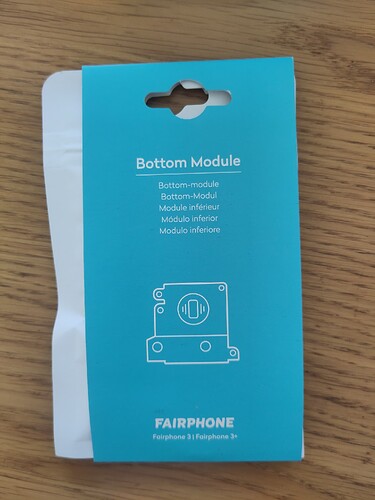 Bottom Module
Bottom-module
Bottom-Modul
Module inférieur
Módulo inferior
Modulo inferiore
FAIRPHONE
Fairphone 3 | Fairphone 3+